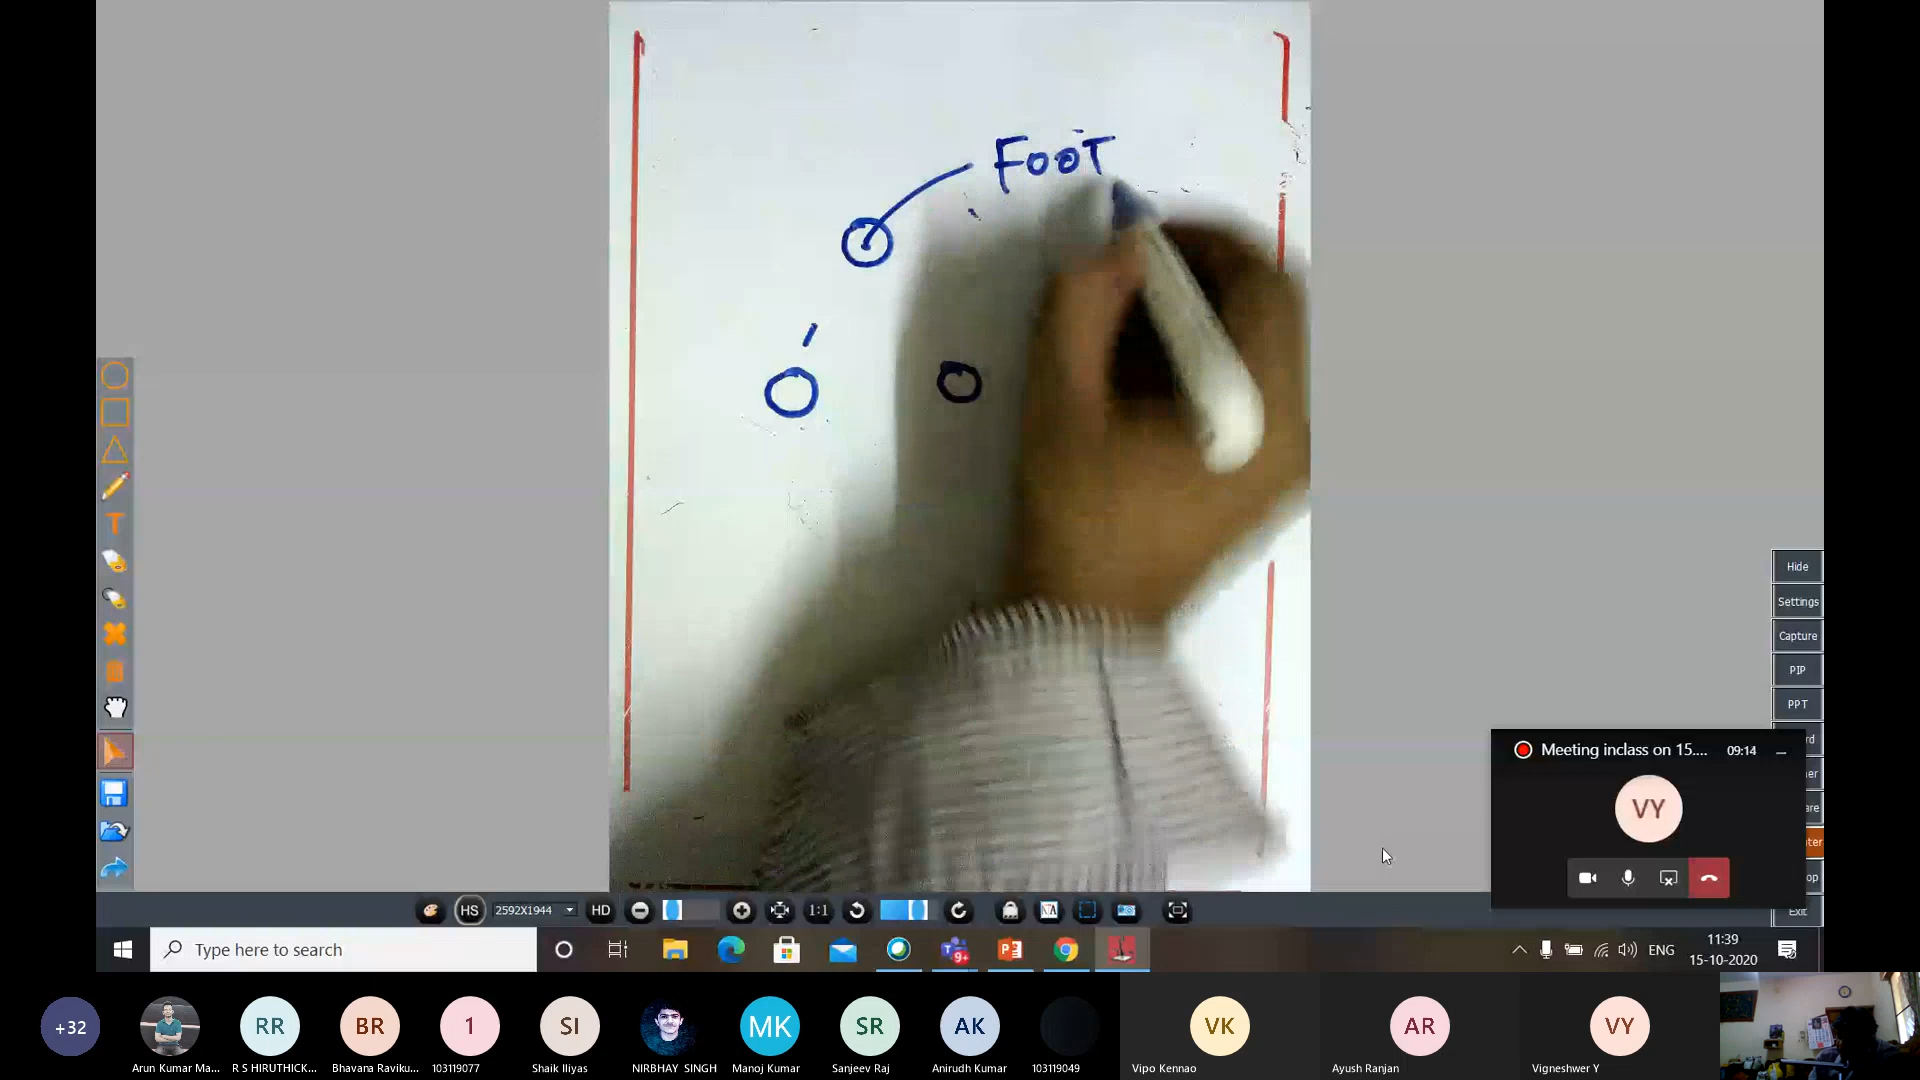 FOOT
Hide
Settings
Capture
PIP
PPT
Meeting inclass on 15.... 09:14
VY
Exit
HS 2592X1944 HD 1:1
Type here to search
9+
ENG
11:39
15-10-2020
+32 RR BR 1 SI MK SR AK VK AR VY
Arun Kumar Ma... R S HIRUTHICK... Bhavana Raviku... 103119077 Shaik Iliyas NIRBHAY SINGH Manoj Kumar Sanjeev Raj Anirudh Kumar 103119049 Vipo Kennao Ayush Ranjan Vigneshwer Y